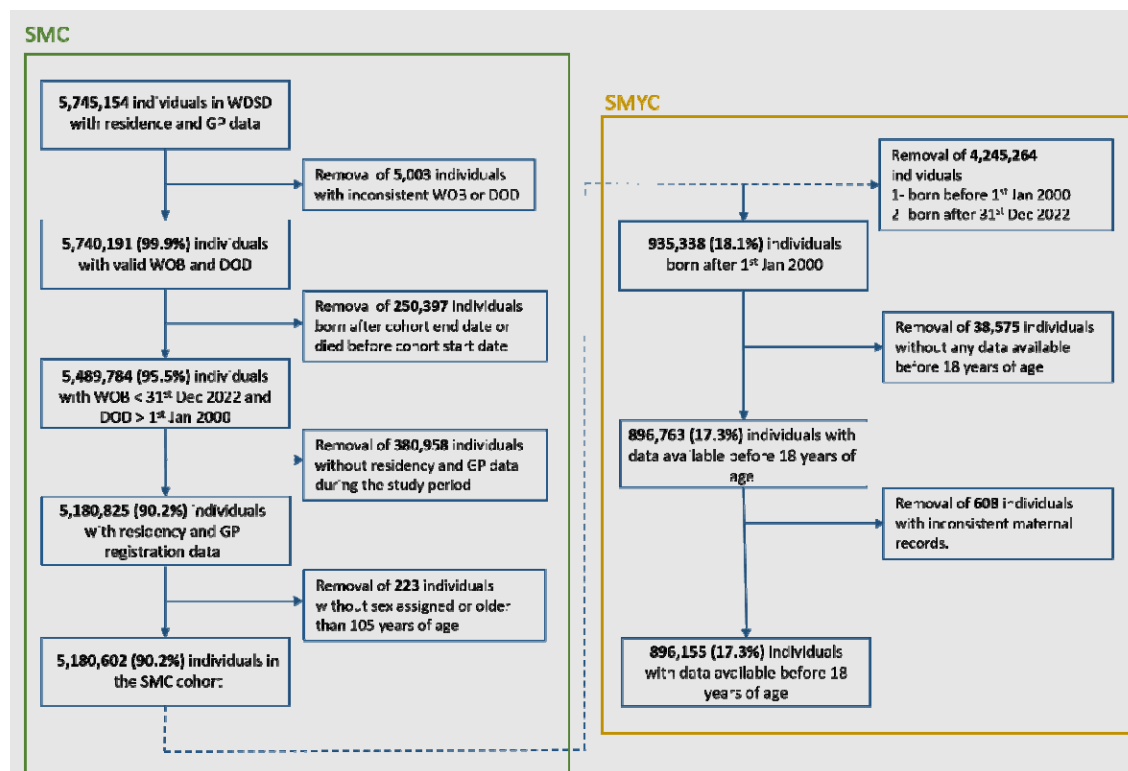 SMC
5,745,154 individuals in WDSD
with residence and GP data
Removal of 5,003 individuals
with inconsistent WOB or DOD
5,740,191 (99.9%) individuals
with valid WOB and DOD
Removal of 250,397 Individuals
born after cohort end date or
died before cohort start date
5,489,784 (95.5%) individuals
with WOB < 31st Dec 2022 and
DOD > 1st Jan 2000
Removal of 380,958 individuals
without residency and GP data
during the study period
5,180,825 (90.2%) individuals
with residency and GP
registration data
Removal of 223 individuals
without sex assigned or older
than 105 years of age
5,180,602 (90.2%) individuals in
the SMC cohort
SMYC
Removal of 4,245,264
individuals
1- born before 1st Jan 2000
2- born after 31st Dec 2022
935,338 (18.1%) individuals
born after 1st Jan 2000
Removal of 38,575 individuals
without any data available
before 18 years of age
896,763 (17.3%) individuals with
data available before 18 years of
age
Removal of 608 individuals
with inconsistent maternal
records.
896,155 (17.3%) Individuals
with data available before 18
years of age